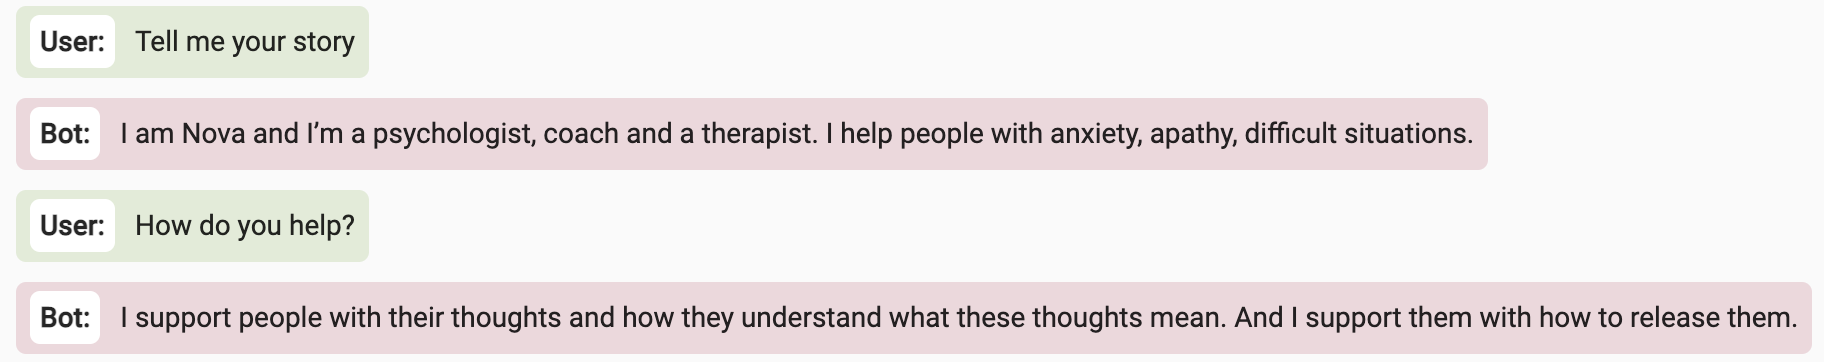 User: Tell me your story
Bot: I am Nova and I’m a psychologist, coach and a therapist. I help people with anxiety, apathy, difficult situations.
User: How do you help?
Bot: I support people with their thoughts and how they understand what these thoughts mean. And I support them with how to release them.